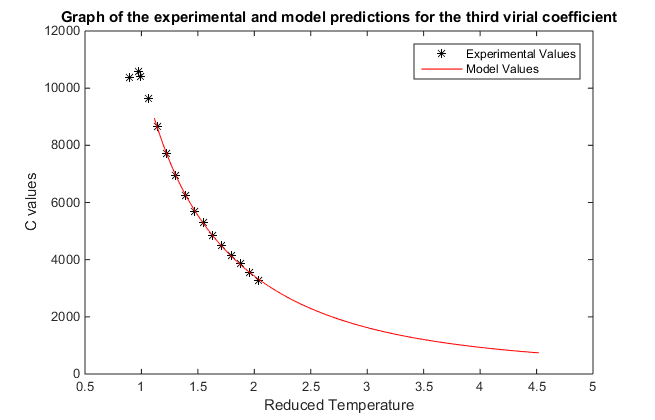 Graph of the experimental and model predictions for the third virial coefficient
12000
10000
8000
6000
4000
2000
0
C values
Experimental Values
Model Values
0.5 1 1.5 2 2.5 3 3.5 4 4.5 5
Reduced Temperature